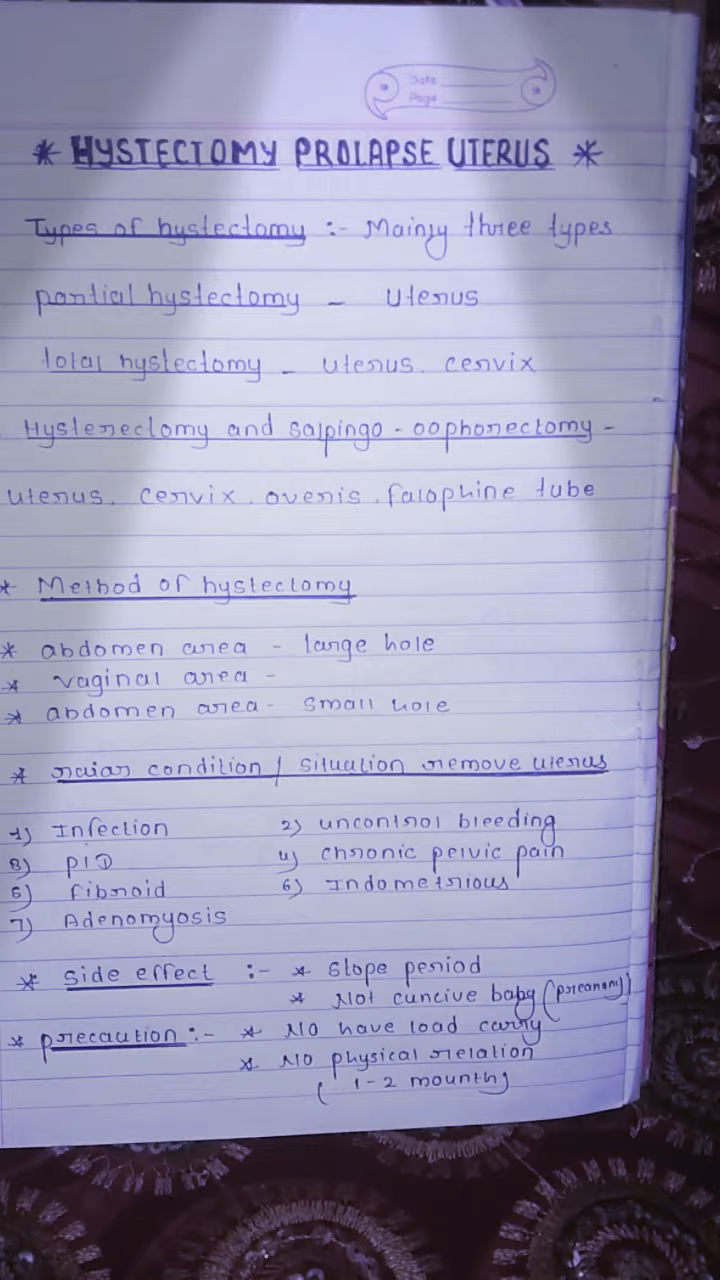 Date
Page
* HYSTECTOMY PROLAPSE UTERUS *
Types of hystectomy :- Mainly three types
partial hystectomy - Uterus
total hystectomy - uterus. cervix
Hysterectomy and salpingo - oophorectomy -
uterus. cervix. overis. falophine tube
* Method of hystectomy
* abdomen area - large hole
* vaginal area -
* abdomen area - small hole
* condition / situation remove uterus
1) Infection 2) uncontrol bleeding
3) PID 4) chronic pelvic pain
5) fibroid 6) Indometrious
7) Adenomyosis
* side effect :- * slope period
* Not cuncive baby
* precaution :- * No have load carry
* No physical relation
(1-2 mounth)